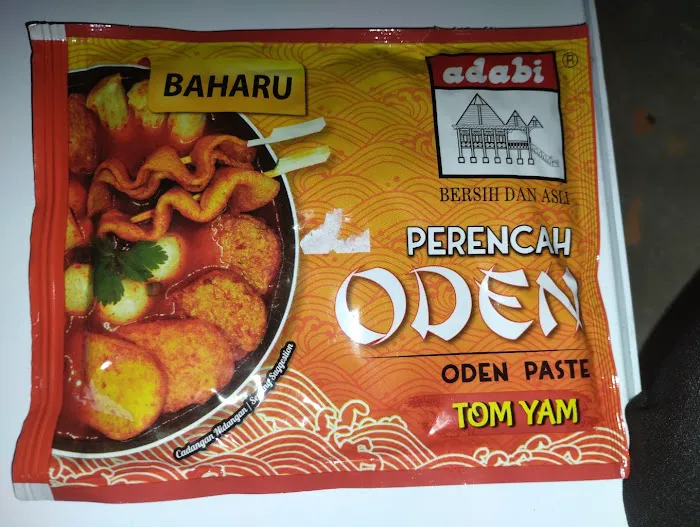 BAHARU
adabi
®
BERSIH DAN ASLI
PERENCAH
ODEN
ODEN PASTE
TOM YAM
Cadangan Hidangan | Serving Suggestion